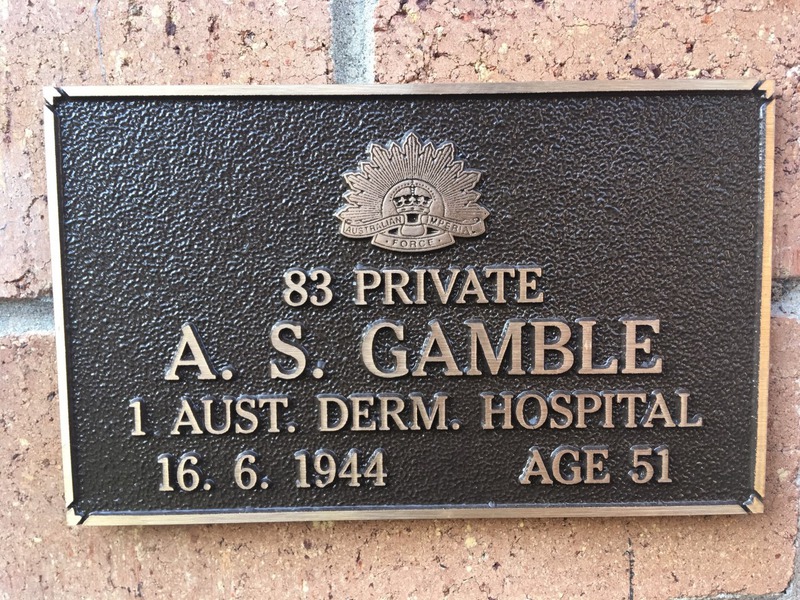 AUSTRALIAN IMPERIAL
FORCE
83 PRIVATE
A. S. GAMBLE
1 AUST. DERM. HOSPITAL
16. 6. 1944 AGE 51